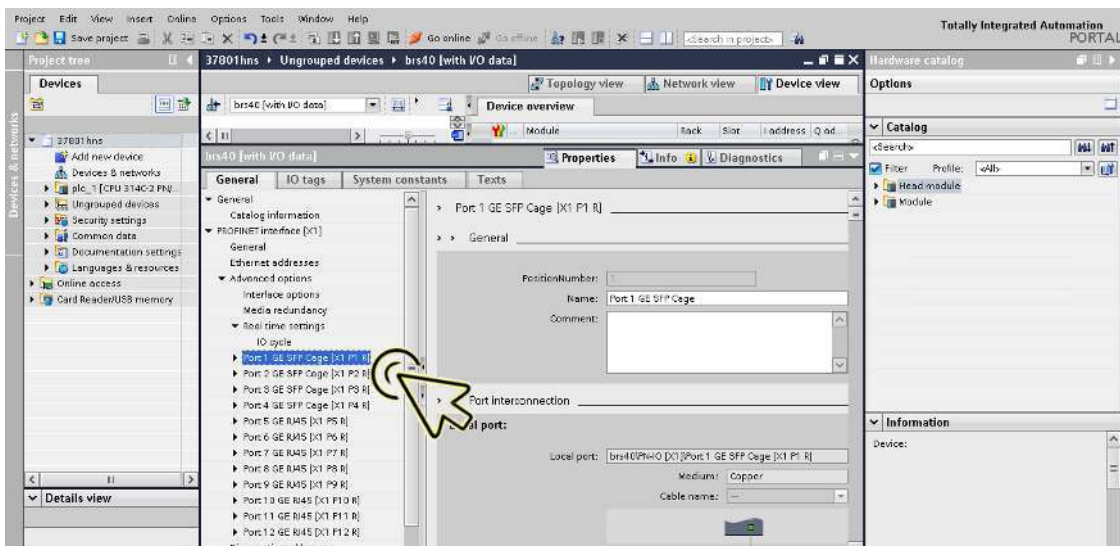 Project Edit View Insert Online Options Tools Window Help
Totally Integrated Automation
PORTAL
Save project Go online Go offline <Search in project>
Project tree
37801hns Ungrouped devices brs40 [with I/O data]
Hardware catalog
Devices
Topology view Network view Device view
Options
brs40 [with I/O data]
Device overview
Module Rack Slot I address Q ad...
Catalog
<Search>
Filter Profile: <All>
Head module
Module
Devices & networks
37801hns
Add new device
Devices & networks
plc_1 [CPU 314C-2 PN/...
Ungrouped devices
Security settings
Common data
Documentation settings
Languages & resources
Online access
Card Reader/USB memory
Details view
brs40 [with I/O data]
Properties Info Diagnostics
General IO tags System constants Texts
General
Catalog information
PROFINET interface [X1]
General
Ethernet addresses
Advanced options
Interface options
Media redundancy
Real time settings
IO cycle
Port 1 GE SFP Cage [X1 P1 R]
Port 2 GE SFP Cage [X1 P2 R]
Port 3 GE SFP Cage [X1 P3 R]
Port 4 GE SFP Cage [X1 P4 R]
Port 5 GE RJ45 [X1 P5 R]
Port 6 GE RJ45 [X1 P6 R]
Port 7 GE RJ45 [X1 P7 R]
Port 8 GE RJ45 [X1 P8 R]
Port 9 GE RJ45 [X1 P9 R]
Port 10 GE RJ45 [X1 P10 R]
Port 11 GE RJ45 [X1 P11 R]
Port 12 GE RJ45 [X1 P12 R]
Port 1 GE SFP Cage [X1 P1 R]
General
PositionNumber: 1
Name: Port 1 GE SFP Cage
Comment:
Port interconnection
port:
Local port: brs40\PN-IO [X1]\Port 1 GE SFP Cage [X1 P1 R]
Medium: Copper
Cable name: ---
Information
Device: